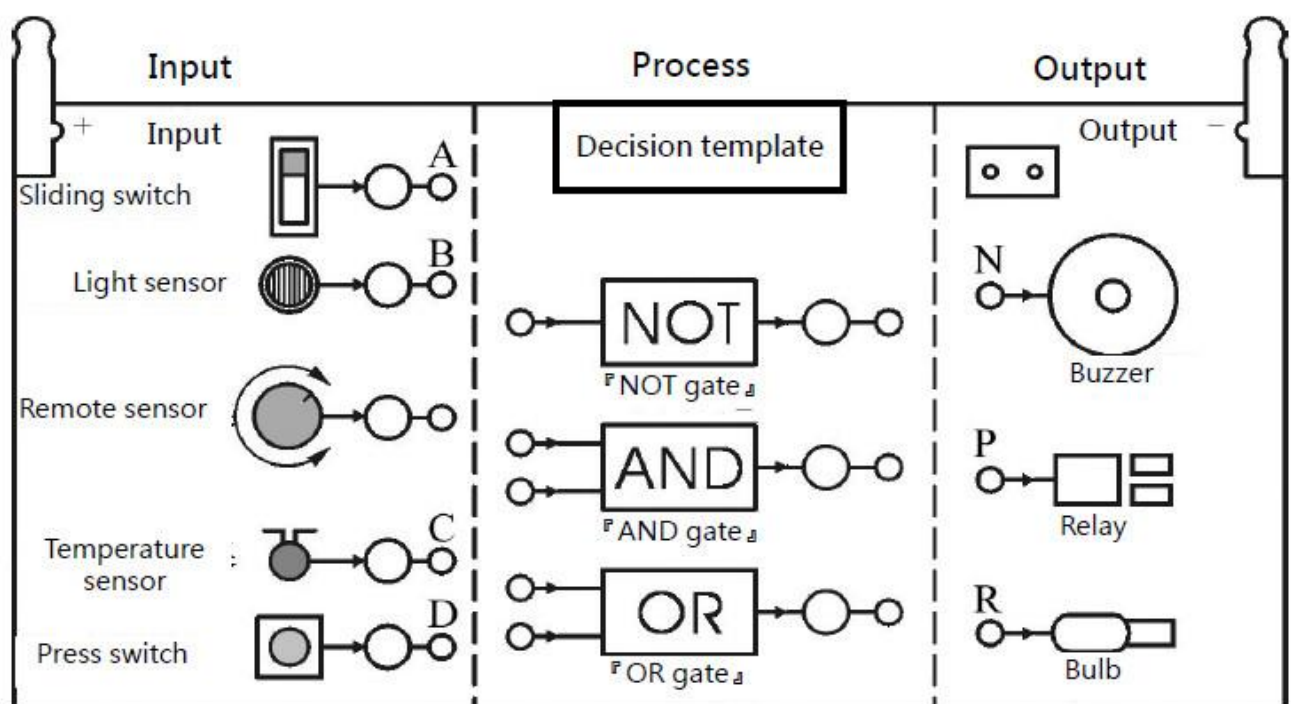 Input
Process
Output
+
Input
Decision template
Output
−
Sliding switch
A
Light sensor
B
NOT
『NOT gate』
N
Buzzer
Remote sensor
AND
『AND gate』
P
Relay
Temperature
sensor
C
OR
『OR gate』
R
Bulb
Press switch
D